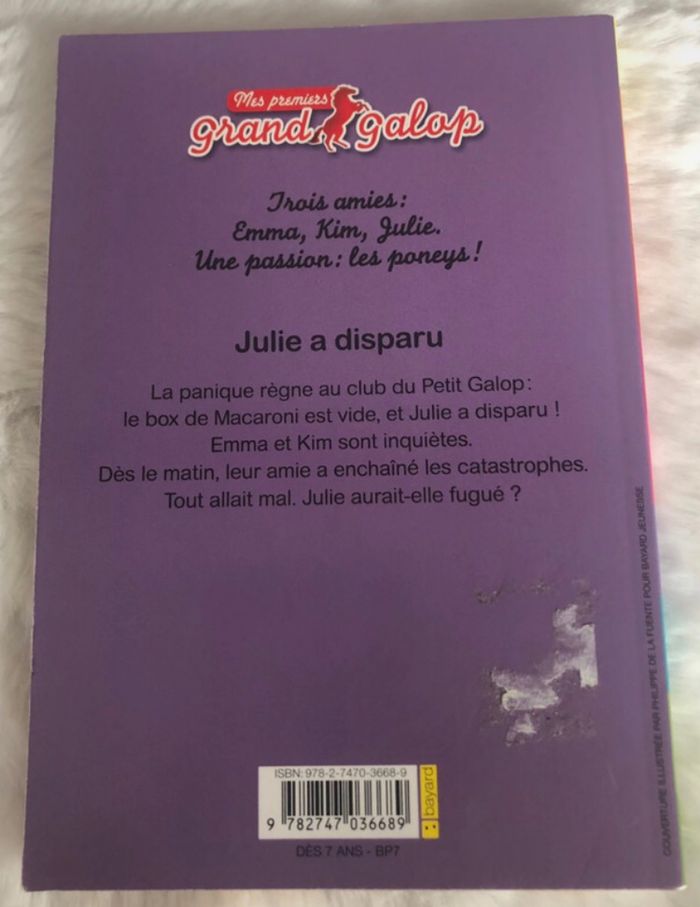 Mes premiers
grand galop
Trois amies :
Emma, Kim, Julie.
Une passion : les poneys !
Julie a disparu
La panique règne au club du Petit Galop :
le box de Macaroni est vide, et Julie a disparu !
Emma et Kim sont inquiètes.
Dès le matin, leur amie a enchaîné les catastrophes.
Tout allait mal. Julie aurait-elle fugué ?
COUVERTURE ILLUSTRÉE PAR PHILIPPE DE LA FUENTE POUR BAYARD JEUNESSE
ISBN: 978-2-7470-3668-9
9 782747 036689
bayard
DÈS 7 ANS - BP7